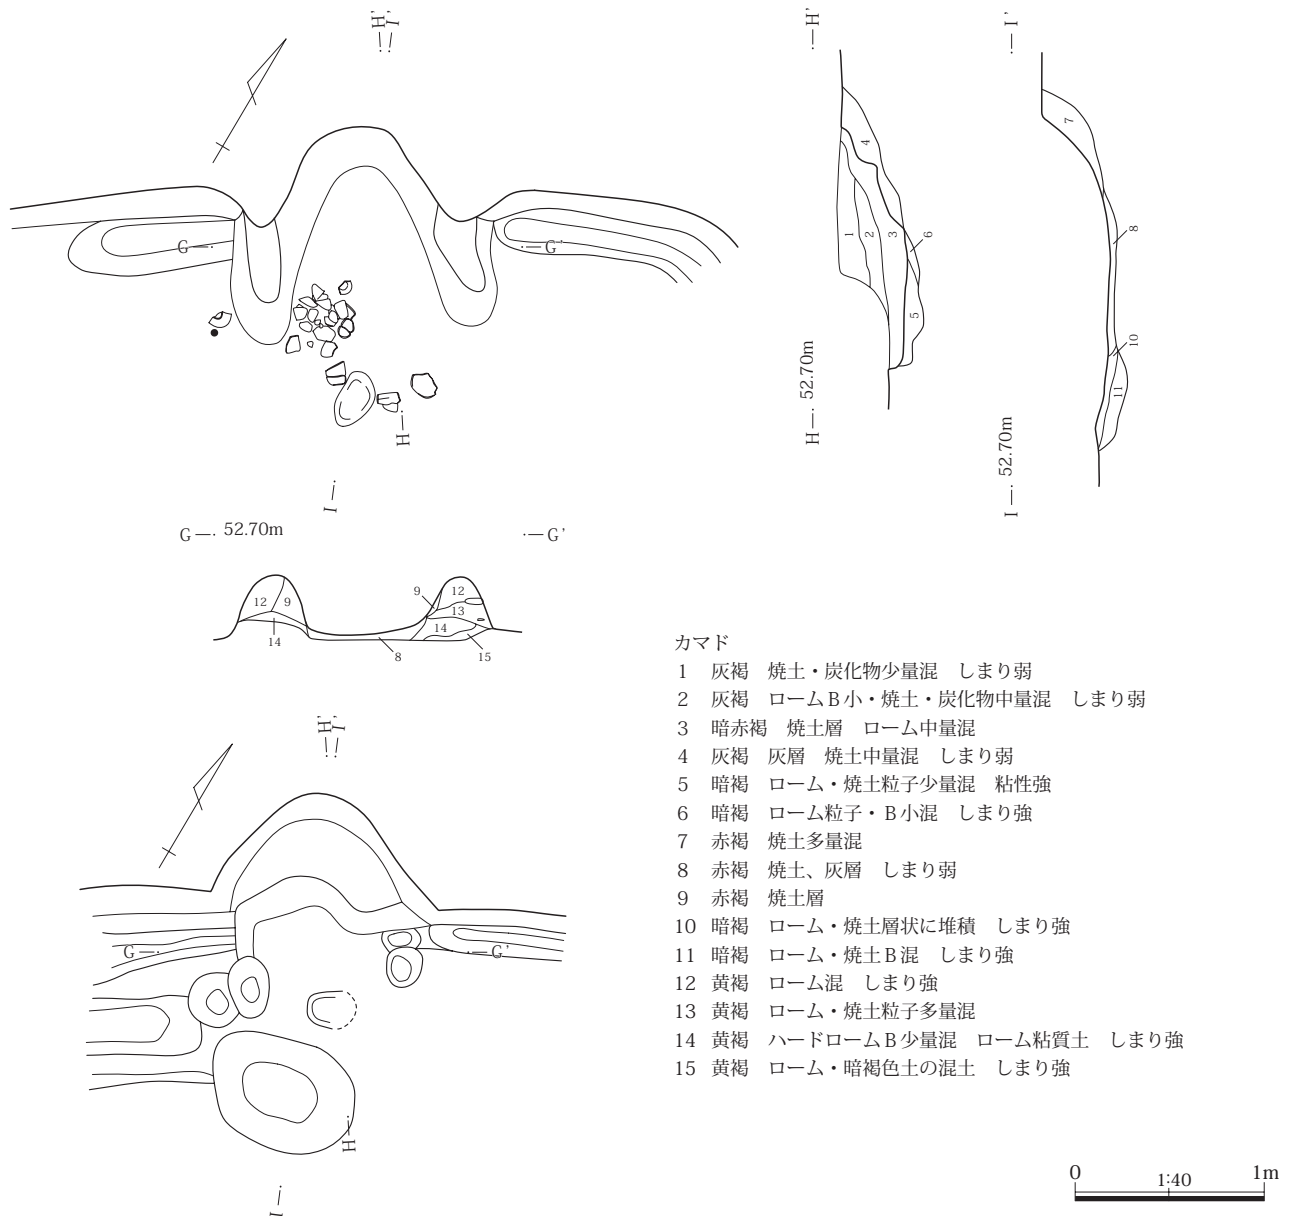 H'
I'
G
G'
H
I
H'
4
1
2
3
6
5
H 52.70m
I'
7
8
10
11
I 52.70m
G 52.70m
G'
12
9
14
9
12
13
14
8
15
H'
I'
G
G'
H
I
カマド
1 灰褐 焼土・炭化物少量混 しまり弱
2 灰褐 ロームB小・焼土・炭化物中量混 しまり弱
3 暗赤褐 焼土層 ローム中量混
4 灰褐 灰層 焼土中量混 しまり弱
5 暗褐 ローム・焼土粒子少量混 粘性強
6 暗褐 ローム粒子・B小混 しまり強
7 赤褐 焼土多量混
8 赤褐 焼土、灰層 しまり弱
9 赤褐 焼土層
10 暗褐 ローム・焼土層状に堆積 しまり強
11 暗褐 ローム・焼土B混 しまり強
12 黄褐 ローム混 しまり強
13 黄褐 ローム・焼土粒子多量混
14 黄褐 ハードロームB少量混 ローム粘質土 しまり強
15 黄褐 ローム・暗褐色土の混土 しまり強
0 1:40 1m